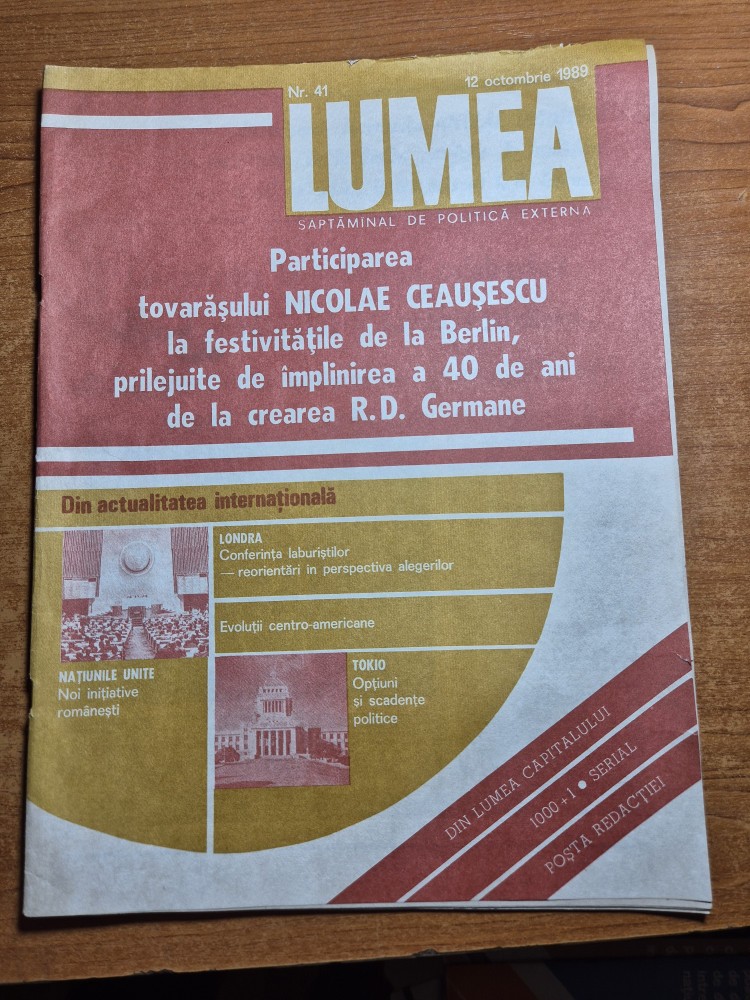 Nr. 41
12 octombrie 1989
LUMEA
SAPTĂMÎNAL DE POLITICĂ EXTERNĂ
Participarea
tovarăşului NICOLAE CEAUŞESCU
la festivităţile de la Berlin,
prilejuite de împlinirea a 40 de ani
de la crearea R.D. Germane
Din actualitatea internaţională
LONDRA
Conferinţa laburiştilor
— reorientări in perspectiva alegerilor
Evoluţii centro-americane
NAŢIUNILE UNITE
Noi iniţiative
româneşti
TOKIO
Opţiuni
şi scadenţe
politice
DIN LUMEA CAPITALULUI
1000+1 • SERIAL
POŞTA REDACŢIEI